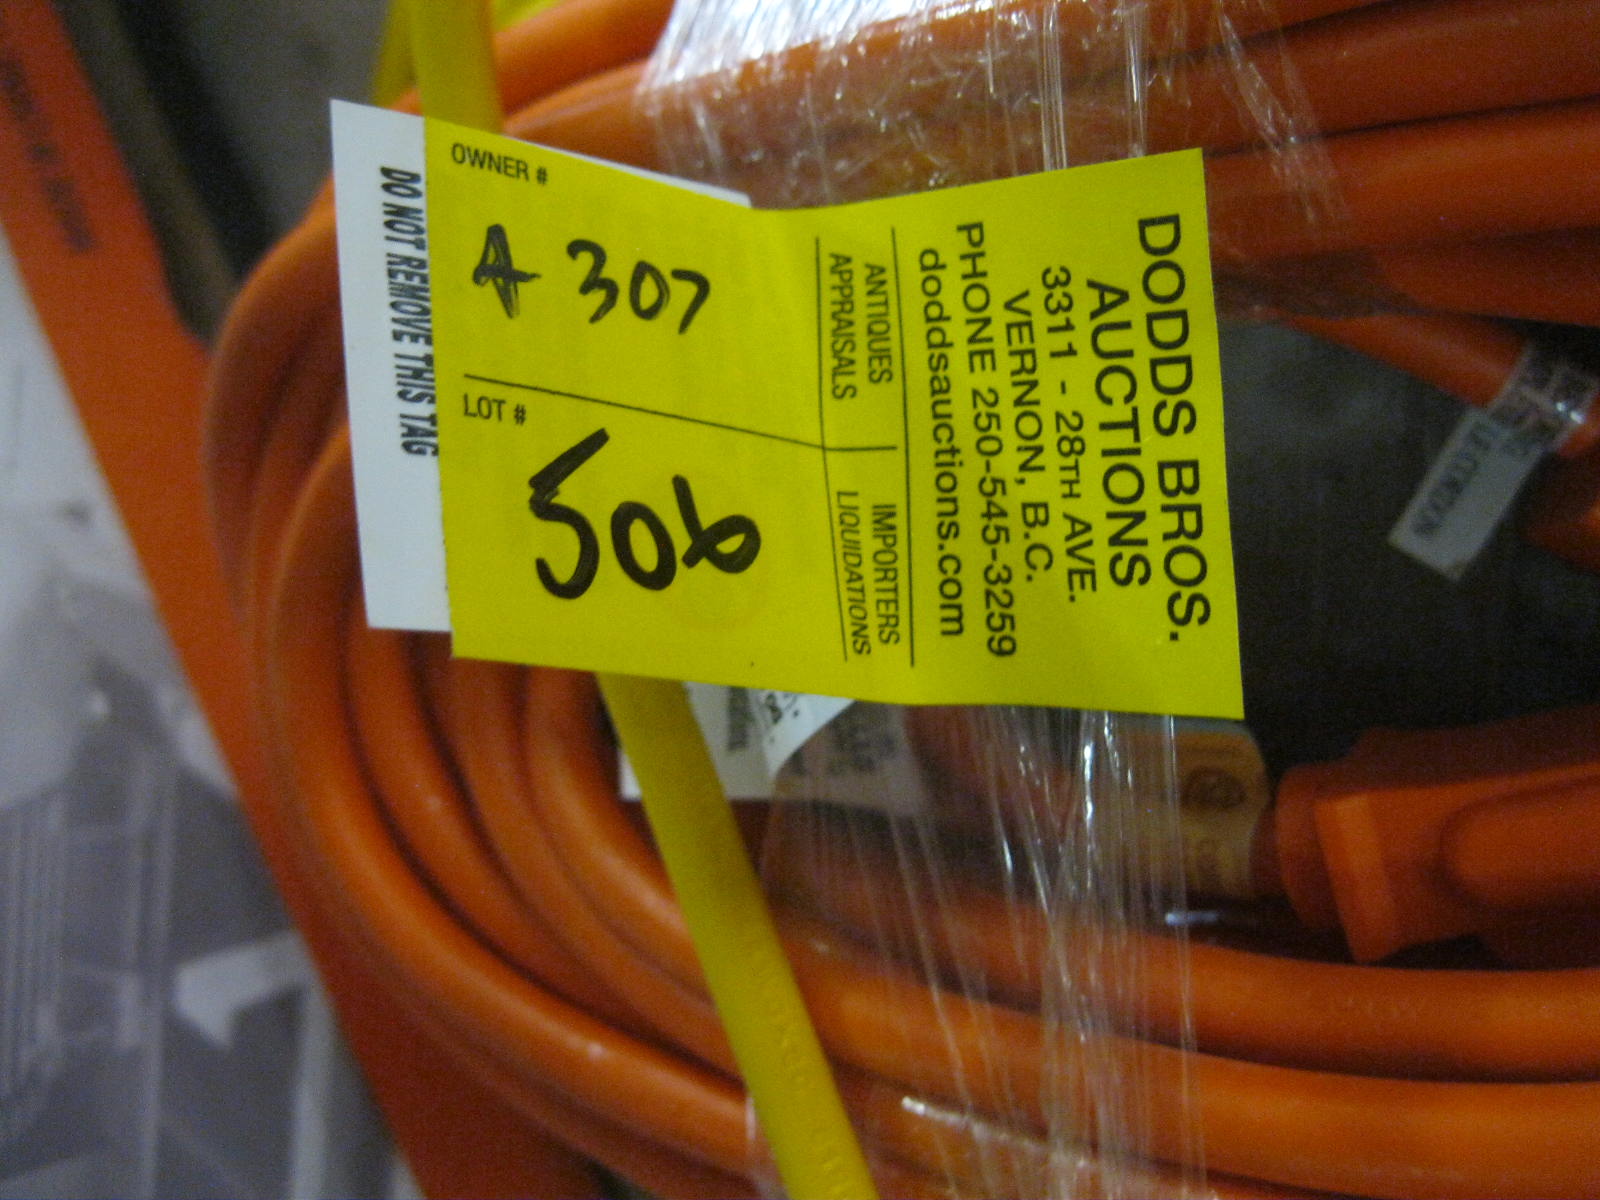 DODDS BROS.
AUCTIONS
3311 - 28TH AVE.
VERNON, B.C.
PHONE 250-545-3259
doddsauctions.com
ANTIQUES
APPRAISALS
IMPORTERS
LIQUIDATIONS
OWNER #
A 307
LOT #
506
DO NOT REMOVE THIS TAG